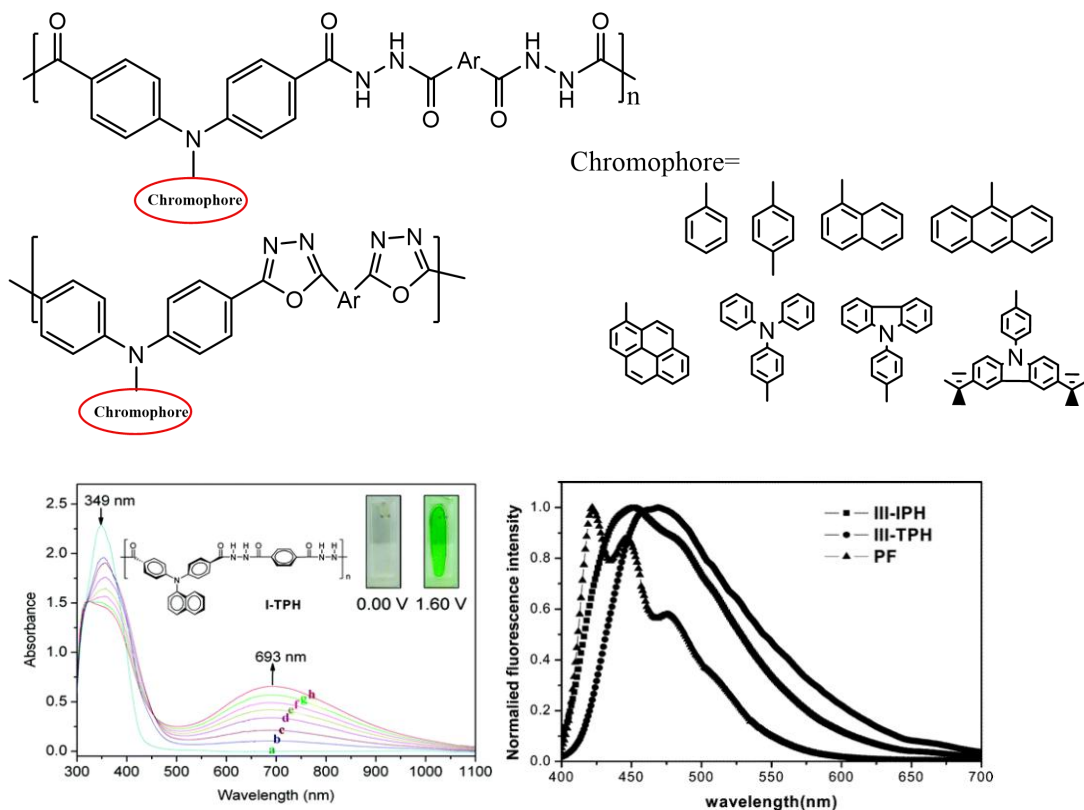 O O H H O
N N Ar N N
H O O H
N n
Chromophore
Chromophore=
N N N N
O Ar O
N
Chromophore
N N N
349 nm
2.5
2.0
1.5
1.0
0.5
0.0
I-TPH
0.00 V 1.60 V
693 nm
a b c d e f g h
Absorbance
300 400 500 600 700 800 900 1000 1100
Wavelength (nm)
III-IPH
III-TPH
PF
1.0
0.8
0.6
0.4
0.2
0.0
Normalied fluorescence intensity
400 450 500 550 600 650 700
wavelength(nm)